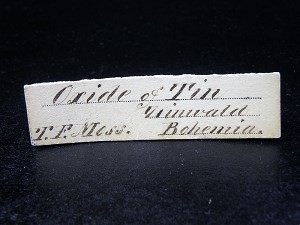 Oxide of Tin
Zinnwald
T. F. Moss. Bohemia.